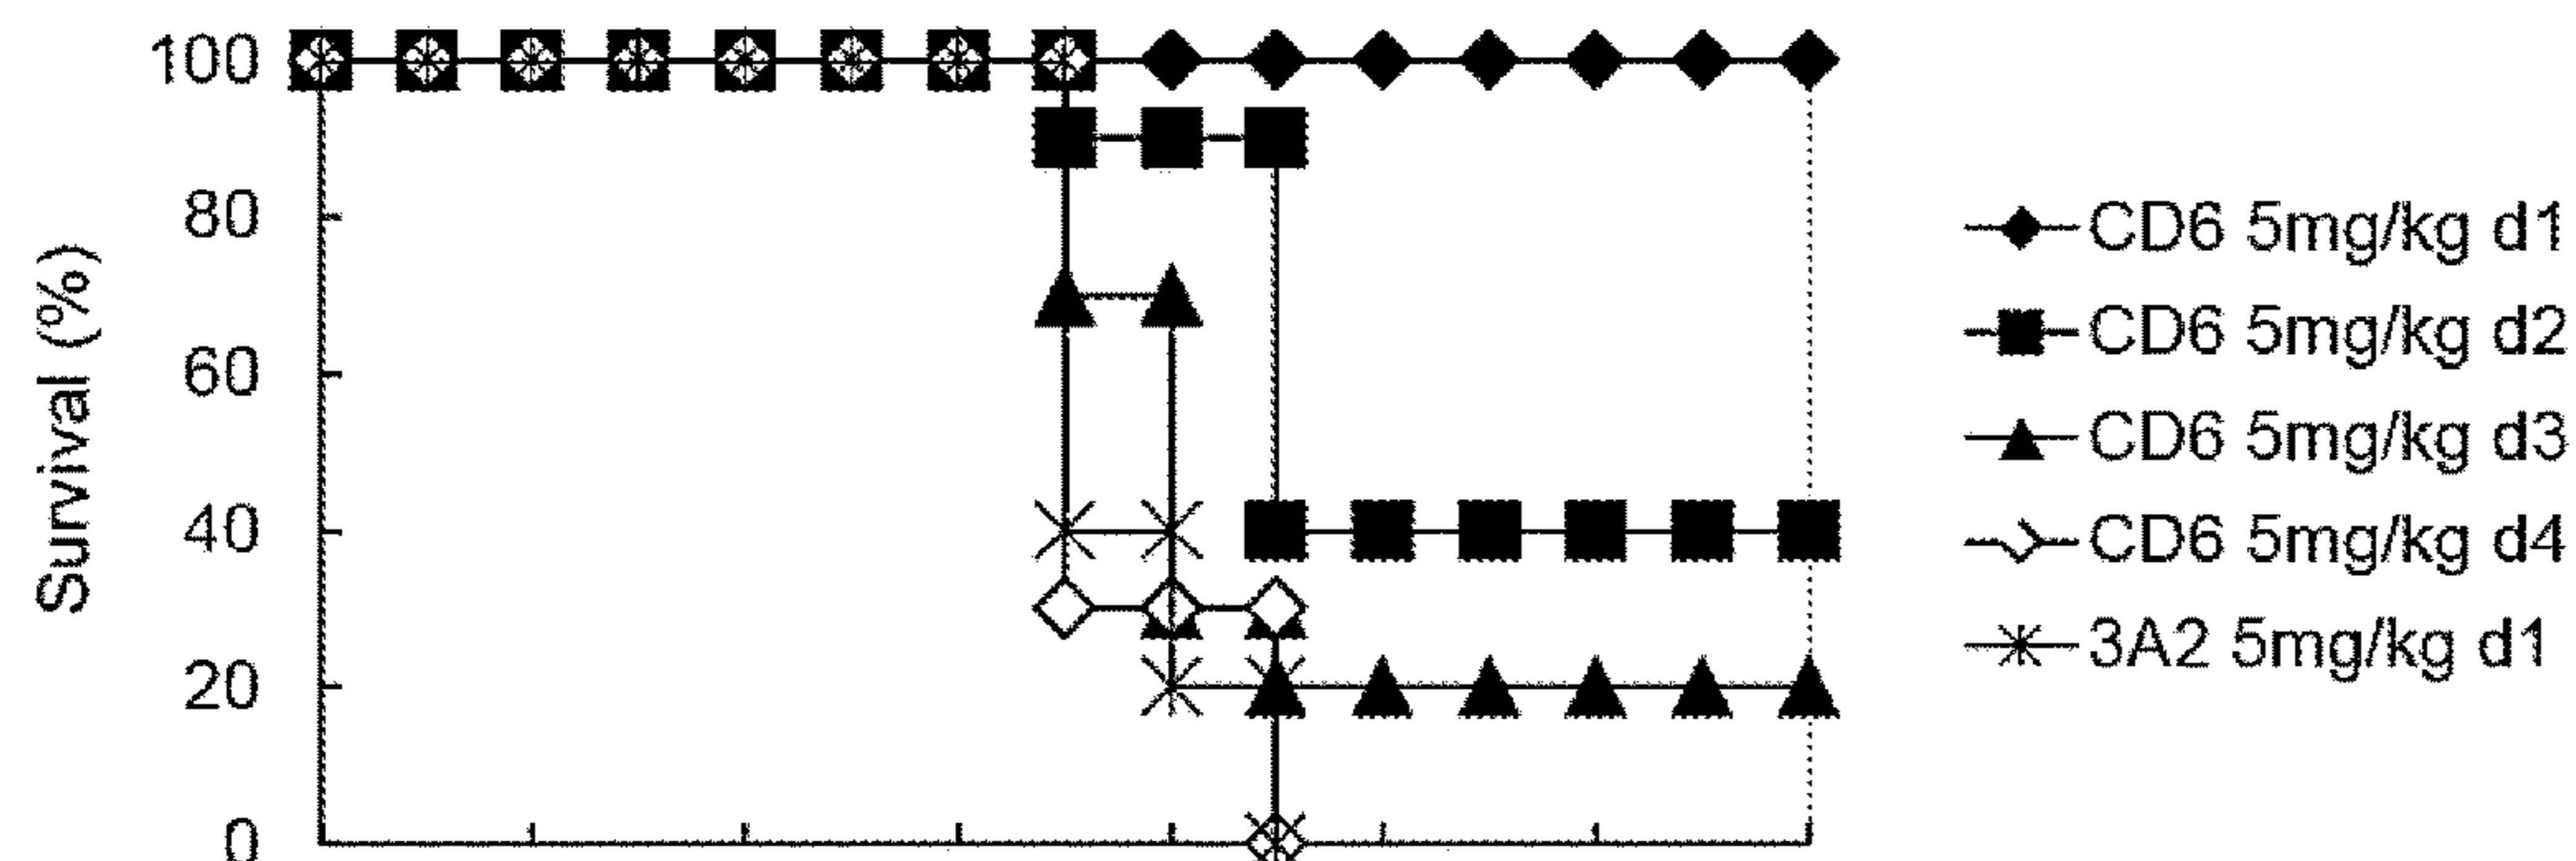 Survival (%)
100
80
60
40
20
0
CD6 5mg/kg d1
CD6 5mg/kg d2
CD6 5mg/kg d3
CD6 5mg/kg d4
3A2 5mg/kg d1